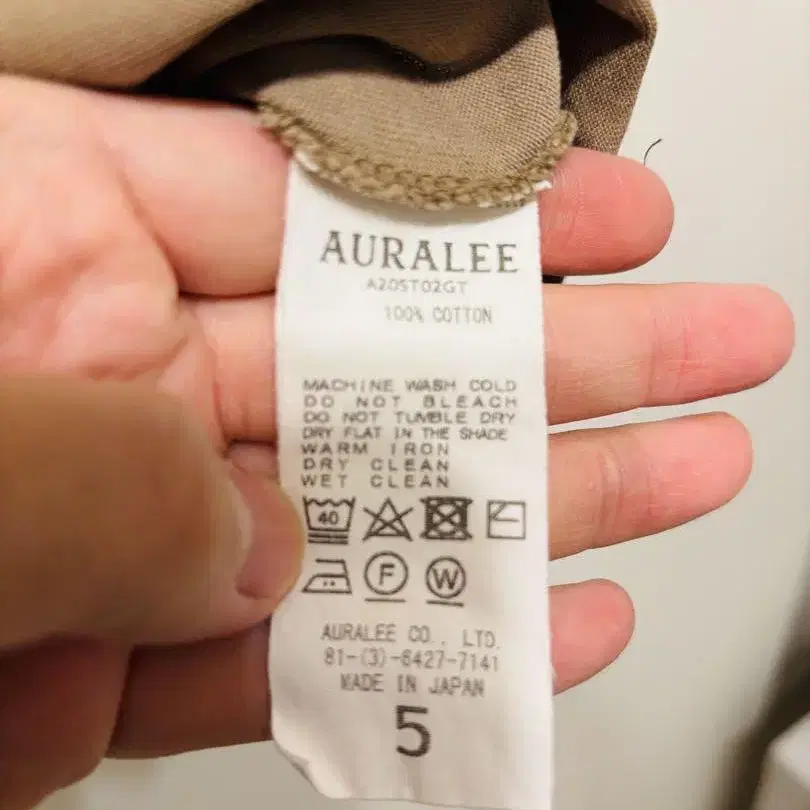 AURALEE
A20ST02GT
100% COTTON
MACHINE WASH COLD
DO NOT BLEACH
DO NOT TUMBLE DRY
DRY FLAT IN THE SHADE
WARM IRON
DRY CLEAN
WET CLEAN
40
F W
AURALEE CO., LTD.
81-(3)-6427-7141
MADE IN JAPAN
5